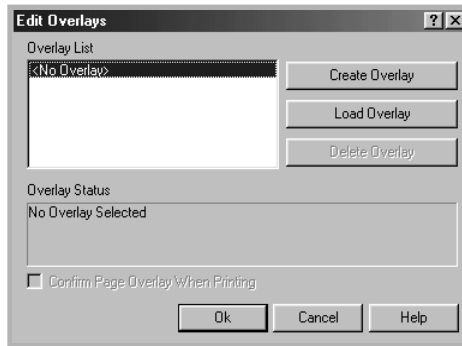 Edit Overlays
Overlay List
<No Overlay>
Create Overlay
Load Overlay
Delete Overlay
Overlay Status
No Overlay Selected
Confirm Page Overlay When Printing
Ok
Cancel
Help